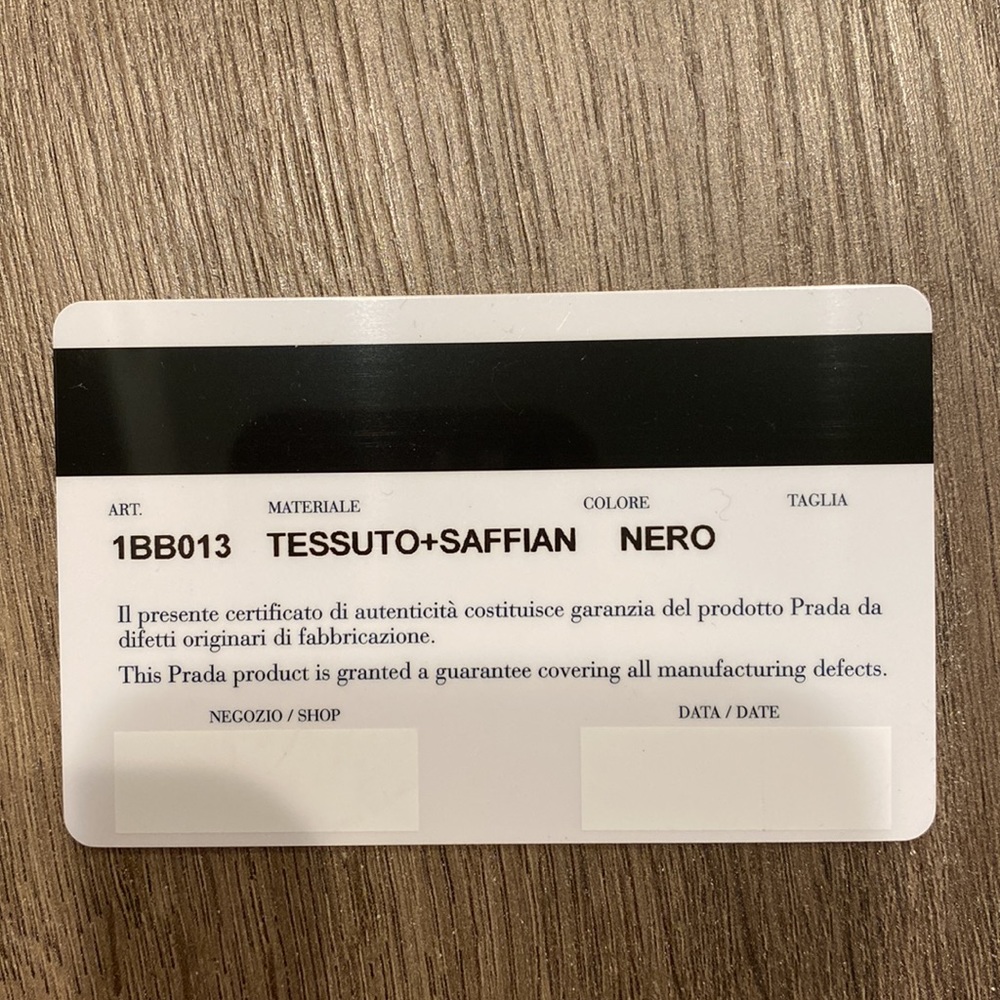 ART. MATERIALE COLORE TAGLIA
1BB013 TESSUTO+SAFFIAN NERO
Il presente certificato di autenticità costituisce garanzia del prodotto Prada da
difetti originari di fabbricazione.
This Prada product is granted a guarantee covering all manufacturing defects.
NEGOZIO / SHOP DATA / DATE